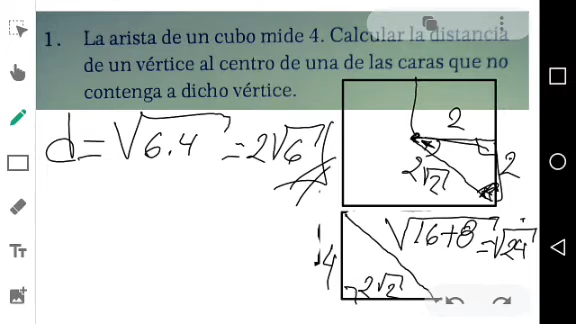 1. La arista de un cubo mide 4. Calcular la distancia
de un vértice al centro de una de las caras que no
contenga a dicho vértice.
d = √6.4 = 2√6
2
2
2√2
√16+8 = √24
4
2√2
TT